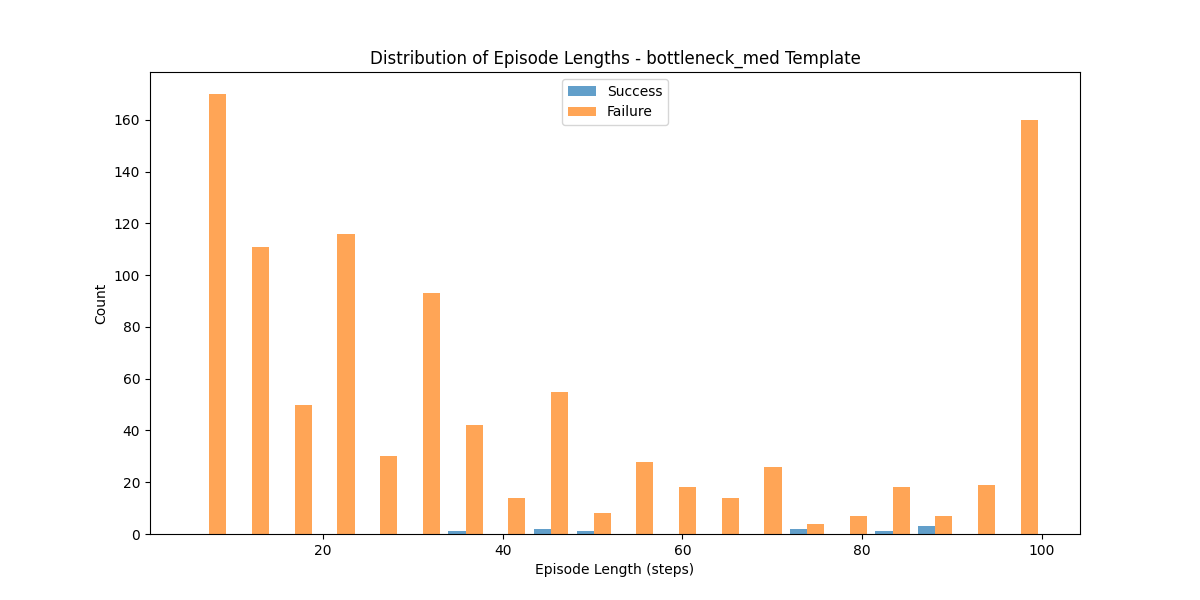 Distribution of Episode Lengths - bottleneck_med Template
Success
Failure
160
140
120
100
80
60
40
20
0
Count
20 40 60 80 100
Episode Length (steps)